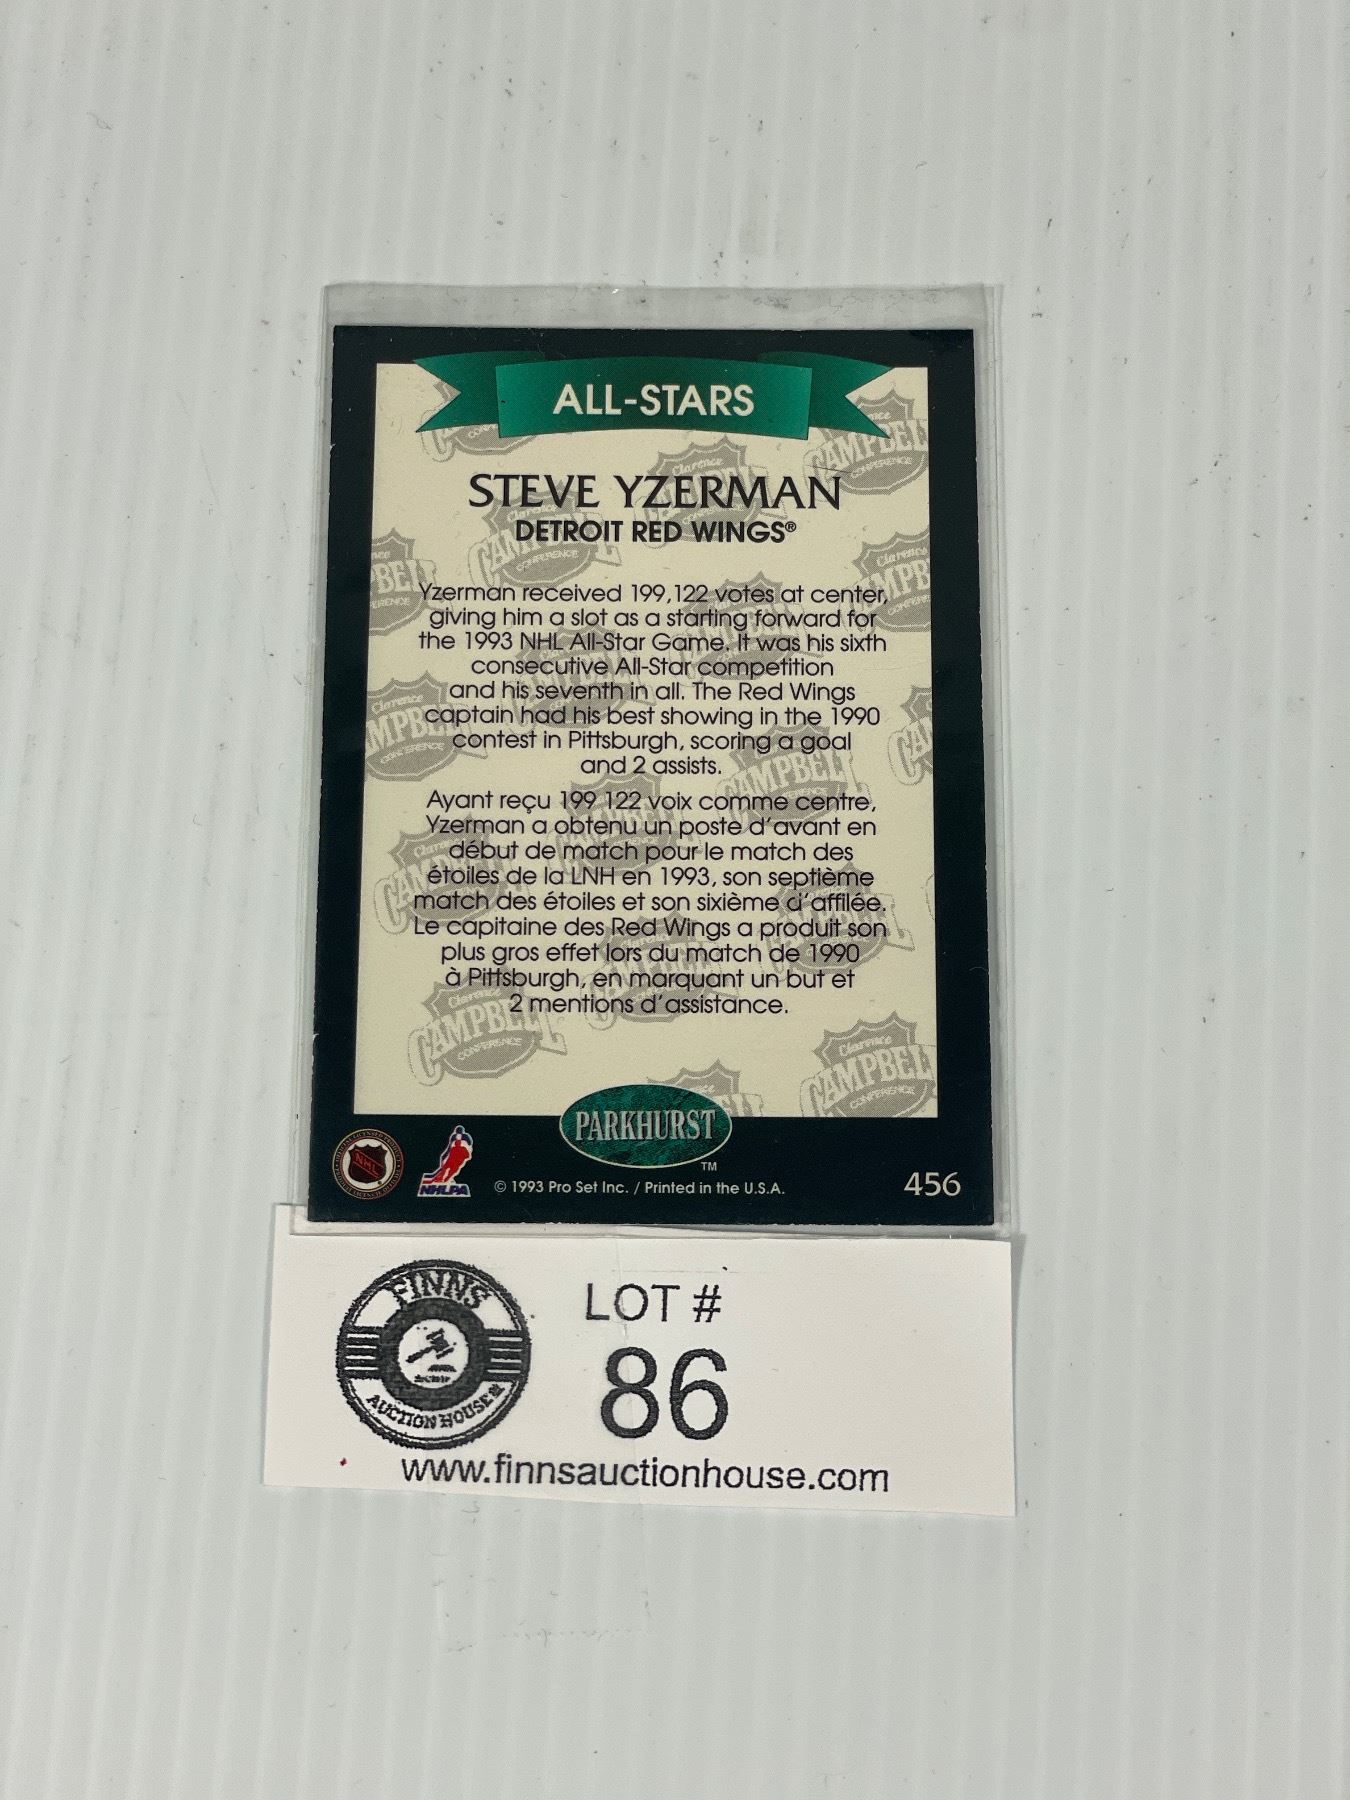 ALL-STARS
STEVE YZERMAN
DETROIT RED WINGS®
Yzerman received 199,122 votes at center,
giving him a slot as a starting forward for
the 1993 NHL All-Star Game. It was his sixth
consecutive All-Star competition
and his seventh in all. The Red Wings
captain had his best showing in the 1990
contest in Pittsburgh, scoring a goal
and 2 assists.
Ayant reçu 199 122 voix comme centre,
Yzerman a obtenu un poste d'avant en
début de match pour le match des
étoiles de la LNH en 1993, son septième
match des étoiles et son sixième d'affilée.
Le capitaine des Red Wings a produit son
plus gros effet lors du match de 1990
à Pittsburgh, en marquant un but et
2 mentions d'assistance.
Clarence
CAMPBELL
CONFERENCE
PARKHURST
TM
NHL
NHLPA
© 1993 Pro Set Inc. / Printed in the U.S.A.
456
FINNS
AUCTION HOUSE
LOT #
86
www.finnsauctionhouse.com